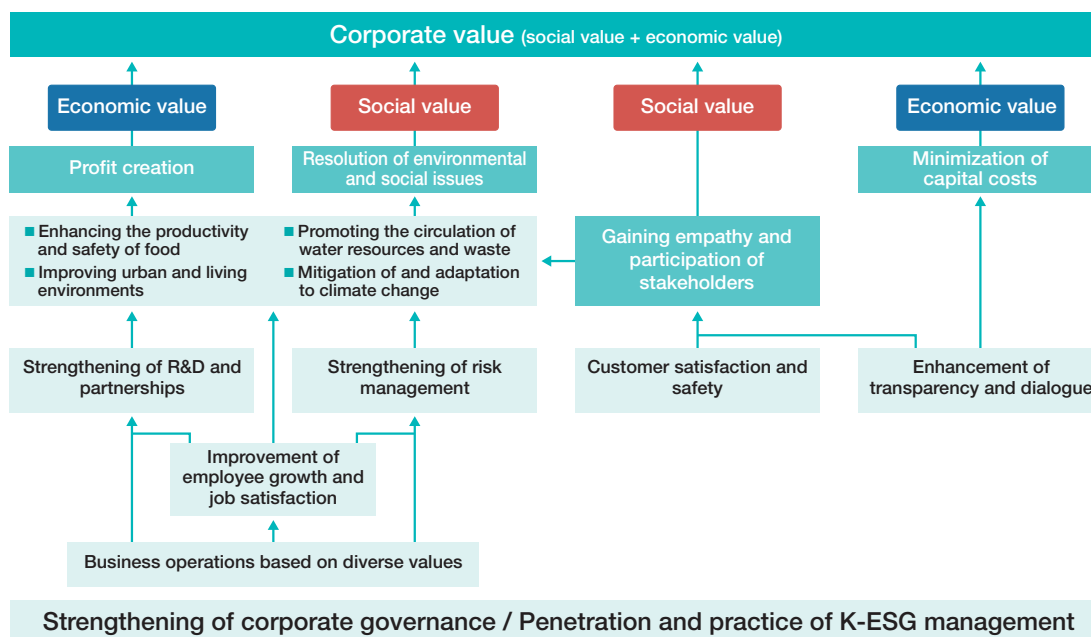 Corporate value (social value + economic value)
Economic value
Social value
Social value
Economic value
Profit creation
Resolution of environmental
and social issues
Minimization of
capital costs
■ Enhancing the productivity
and safety of food
■ Improving urban and living
environments
■ Promoting the circulation of
water resources and waste
■ Mitigation of and adaptation
to climate change
Gaining empathy and
participation of
stakeholders
Strengthening of R&D and
partnerships
Strengthening of risk
management
Customer satisfaction and
safety
Enhancement of
transparency and dialogue
Improvement of
employee growth and
job satisfaction
Business operations based on diverse values
Strengthening of corporate governance / Penetration and practice of K-ESG management